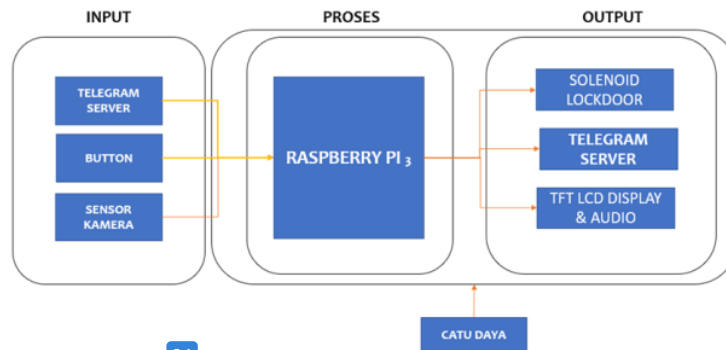 INPUT
PROSES
OUTPUT
TELEGRAM
SERVER
BUTTON
SENSOR
KAMERA
RASPBERRY PI 3
SOLENOID
LOCKDOOR
TELEGRAM
SERVER
TFT LCD DISPLAY
& AUDIO
CATU DAYA